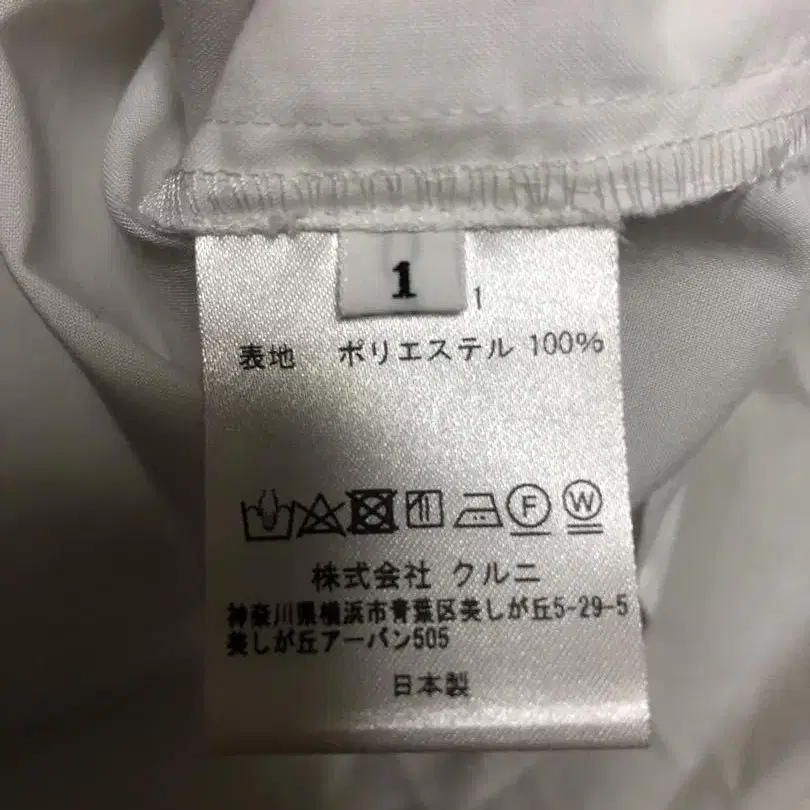 1
1
表地 ポリエステル 100%
F W
株式会社 クルニ
神奈川県横浜市青葉区美しが丘5-29-5
美しが丘アーバン505
日本製